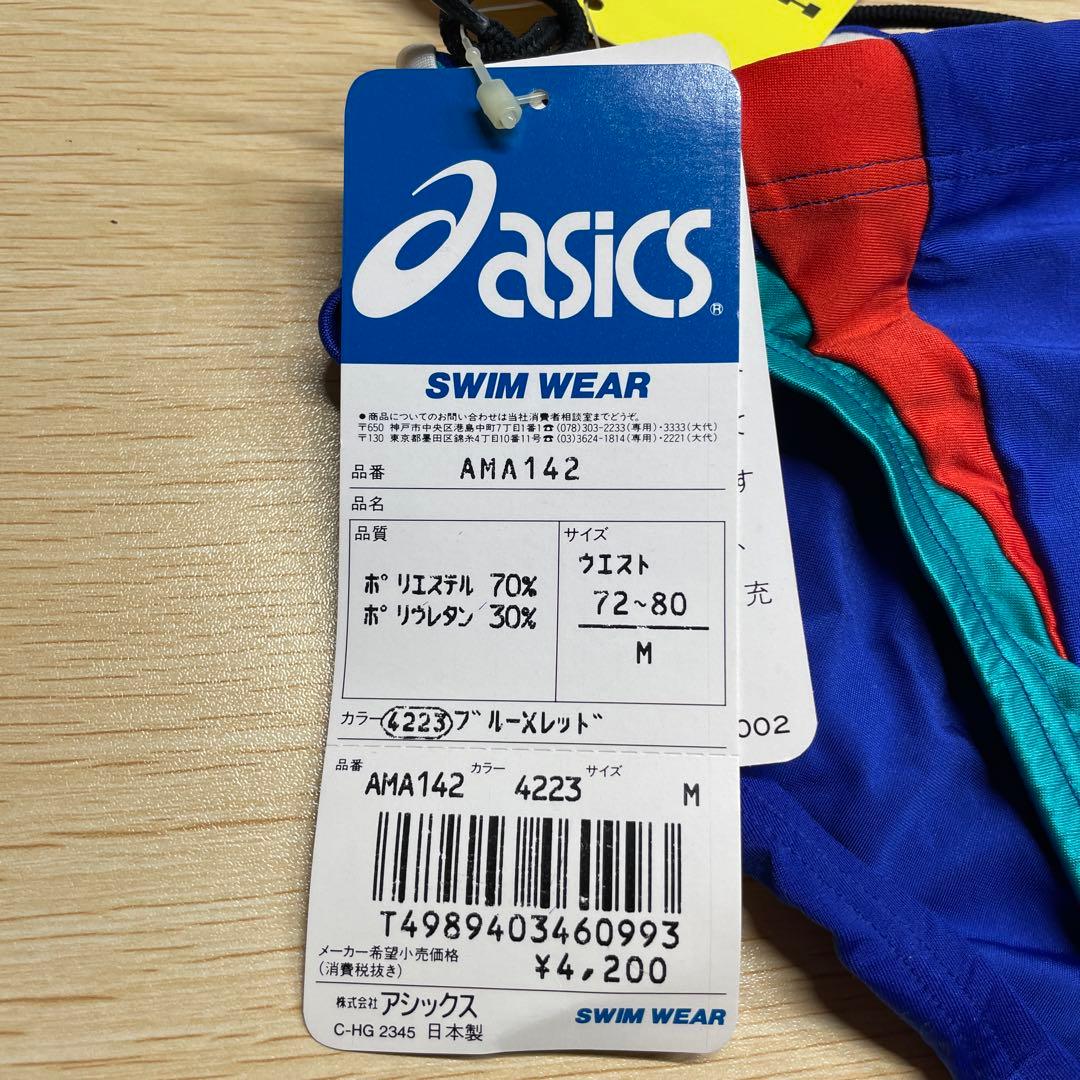 asics®
SWIM WEAR
●商品についてのお問い合わせは当社消費者相談室までどうぞ。
〒650 神戸市中央区港島中町7丁目1番1☎(078)303-2233(専用)・3333(大代)
〒130 東京都墨田区錦糸4丁目10番11号☎(03)3624-1814(専用)・2221(大代)
品番 AMA142
品名
品質
ポリエステル 70%
ポリウレタン 30%
サイズ
ウエスト
72~80
M
カラー 4223 ブルー×レッド
品番 AMA142 カラー 4223 サイズ M
T4989403460993
メーカー希望小売価格
(消費税抜き) ¥4,200
株式会社 アシックス
C-HG 2345 日本製
SWIM WEAR
す
充
002